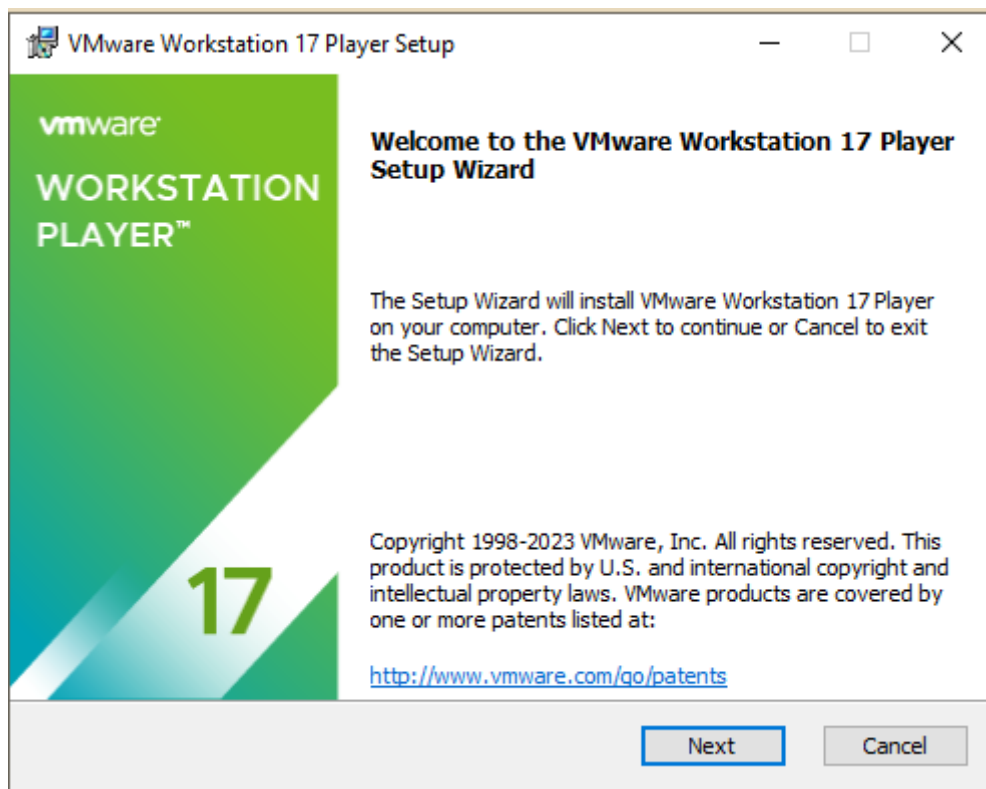 VMware Workstation 17 Player Setup
vmware®
WORKSTATION
PLAYER™
Welcome to the VMware Workstation 17 Player
Setup Wizard
The Setup Wizard will install VMware Workstation 17 Player
on your computer. Click Next to continue or Cancel to exit
the Setup Wizard.
17
Copyright 1998-2023 VMware, Inc. All rights reserved. This
product is protected by U.S. and international copyright and
intellectual property laws. VMware products are covered by
one or more patents listed at:
http://www.vmware.com/go/patents
Next
Cancel